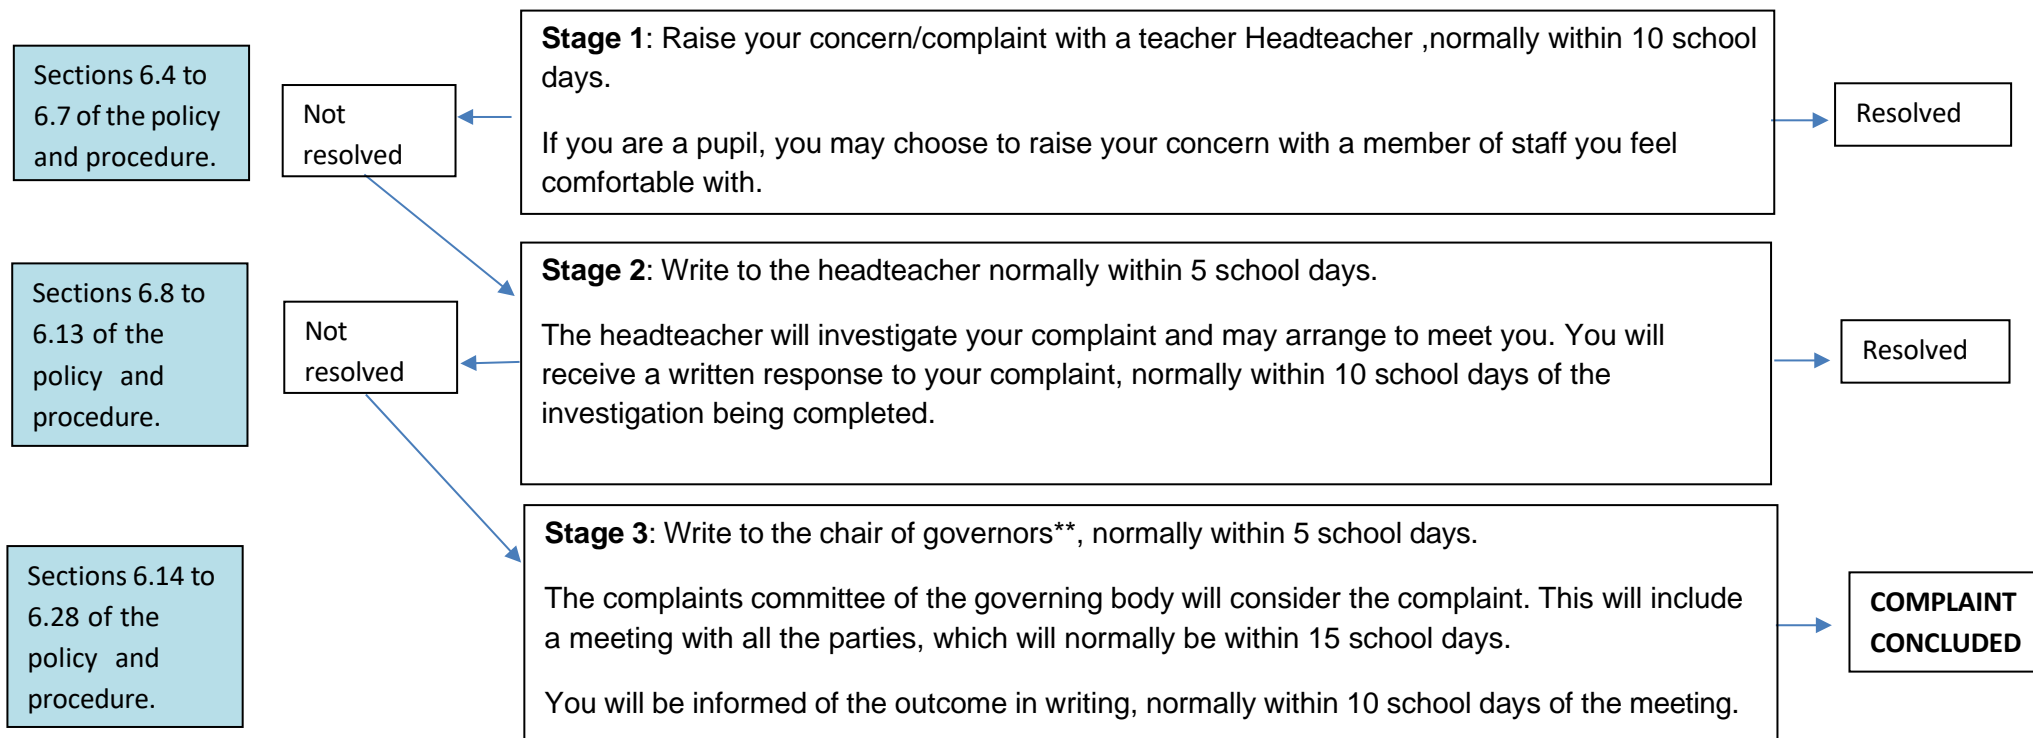 Sections 6.4 to
6.7 of the policy
and procedure.
Not
resolved
Stage 1: Raise your concern/complaint with a teacher Headteacher ,normally within 10 school
days.
If you are a pupil, you may choose to raise your concern with a member of staff you feel
comfortable with.
Resolved
Sections 6.8 to
6.13 of the
policy and
procedure.
Not
resolved
Stage 2: Write to the headteacher normally within 5 school days.
The headteacher will investigate your complaint and may arrange to meet you. You will
receive a written response to your complaint, normally within 10 school days of the
investigation being completed.
Resolved
Sections 6.14 to
6.28 of the
policy and
procedure.
Stage 3: Write to the chair of governors**, normally within 5 school days.
The complaints committee of the governing body will consider the complaint. This will include
a meeting with all the parties, which will normally be within 15 school days.
You will be informed of the outcome in writing, normally within 10 school days of the meeting.
COMPLAINT
CONCLUDED